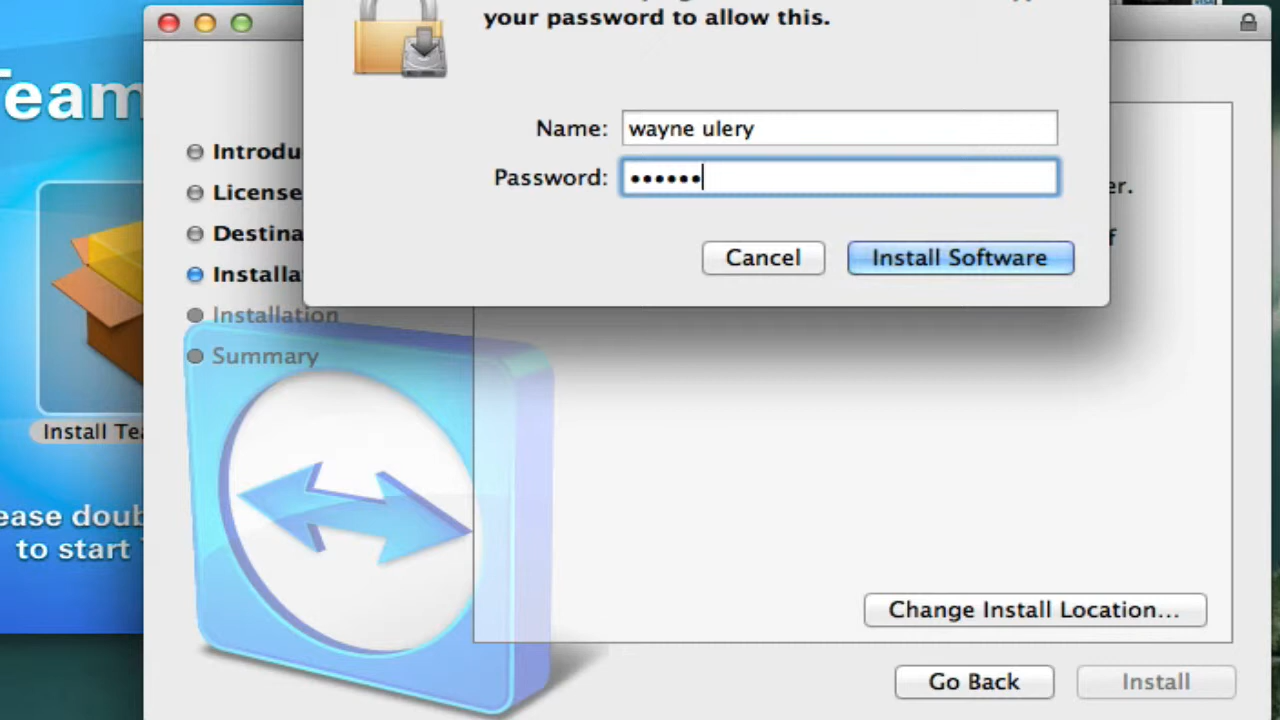 your password to allow this.
Name: wayne ulery
Password: ••••••
Cancel
Install Software
Team
Introdu
License
Destina
Installa
Installation
Summary
er.
f
Install Tea
ease doub
to start
Change Install Location...
Go Back
Install